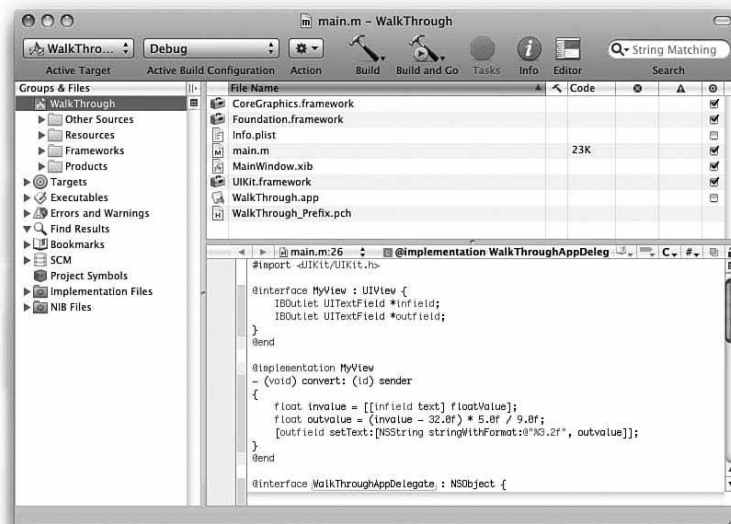 main.m – WalkThrough
WalkThro...
Debug
String Matching
Active Target
Active Build Configuration
Action
Build
Build and Go
Tasks
Info
Editor
Search
Groups & Files
WalkThrough
Other Sources
Resources
Frameworks
Products
Targets
Executables
Errors and Warnings
Find Results
Bookmarks
SCM
Project Symbols
Implementation Files
NIB Files
File Name
Code
CoreGraphics.framework
Foundation.framework
Info.plist
main.m 23K
MainWindow.xib
UIKit.framework
WalkThrough.app
WalkThrough_Prefix.pch
main.m:26 @implementation WalkThroughAppDeleg C #
#import <UIKit/UIKit.h>
@interface MyView : UIView {
IBOutlet UITextField *infield;
IBOutlet UITextField *outfield;
}
@end
@implementation MyView
- (void) convert: (id) sender
{
float invalue = [[infield text] floatValue];
float outvalue = (invalue - 32.0f) * 5.0f / 9.0f;
[outfield setText:[NSString stringWithFormat:@"%3.2f", outvalue]];
}
@end
@interface WalkThroughAppDelegate : NSObject {